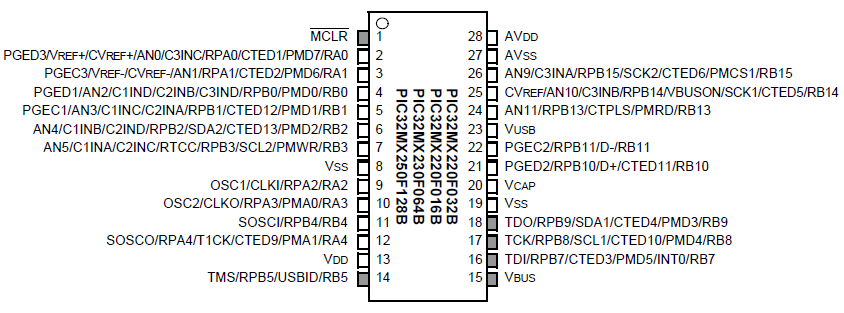 MCLR 1
PGED3/VREF+/CVREF+/AN0/C3INC/RPA0/CTED1/PMD7/RA0 2
PGEC3/VREF-/CVREF-/AN1/RPA1/CTED2/PMD6/RA1 3
PGED1/AN2/C1IND/C2INB/C3IND/RPB0/PMD0/RB0 4
PGEC1/AN3/C1INC/C2INA/RPB1/CTED12/PMD1/RB1 5
AN4/C1INB/C2IND/RPB2/SDA2/CTED13/PMD2/RB2 6
AN5/C1INA/C2INC/RTCC/RPB3/SCL2/PMWR/RB3 7
VSS 8
OSC1/CLKI/RPA2/RA2 9
OSC2/CLKO/RPA3/PMA0/RA3 10
SOSCI/RPB4/RB4 11
SOSCO/RPA4/T1CK/CTED9/PMA1/RA4 12
VDD 13
TMS/RPB5/USBID/RB5 14
PIC32MX220F032B
PIC32MX220F016B
PIC32MX230F064B
PIC32MX250F128B
28 AVDD
27 AVSS
26 AN9/C3INA/RPB15/SCK2/CTED6/PMCS1/RB15
25 CVREF/AN10/C3INB/RPB14/VBUSON/SCK1/CTED5/RB14
24 AN11/RPB13/CTPLS/PMRD/RB13
23 VUSB
22 PGEC2/RPB11/D-/RB11
21 PGED2/RPB10/D+/CTED11/RB10
20 VCAP
19 VSS
18 TDO/RPB9/SDA1/CTED4/PMD3/RB9
17 TCK/RPB8/SCL1/CTED10/PMD4/RB8
16 TDI/RPB7/CTED3/PMD5/INT0/RB7
15 VBUS